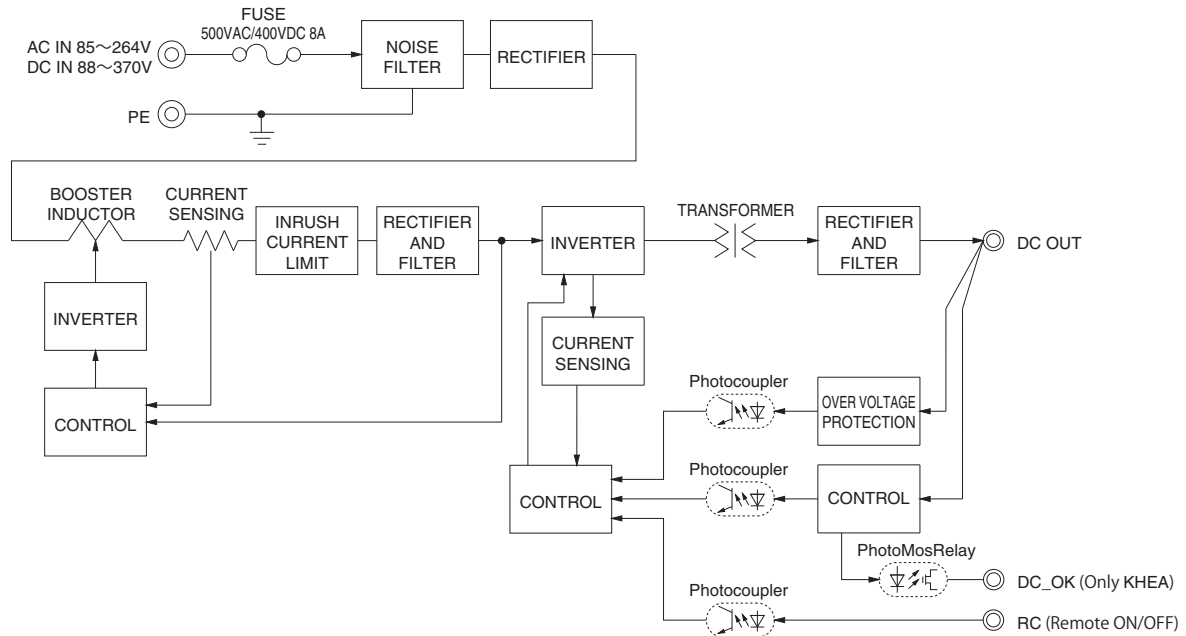 FUSE
500VAC/400VDC 8A
AC IN 85～264V
DC IN 88～370V
NOISE
FILTER
RECTIFIER
PE
BOOSTER
INDUCTOR
CURRENT
SENSING
INRUSH
CURRENT
LIMIT
RECTIFIER
AND
FILTER
INVERTER
TRANSFORMER
RECTIFIER
AND
FILTER
DC OUT
INVERTER
CURRENT
SENSING
CONTROL
Photocoupler
OVER VOLTAGE
PROTECTION
Photocoupler
CONTROL
CONTROL
PhotoMosRelay
DC_OK (Only KHEA)
Photocoupler
RC (Remote ON/OFF)